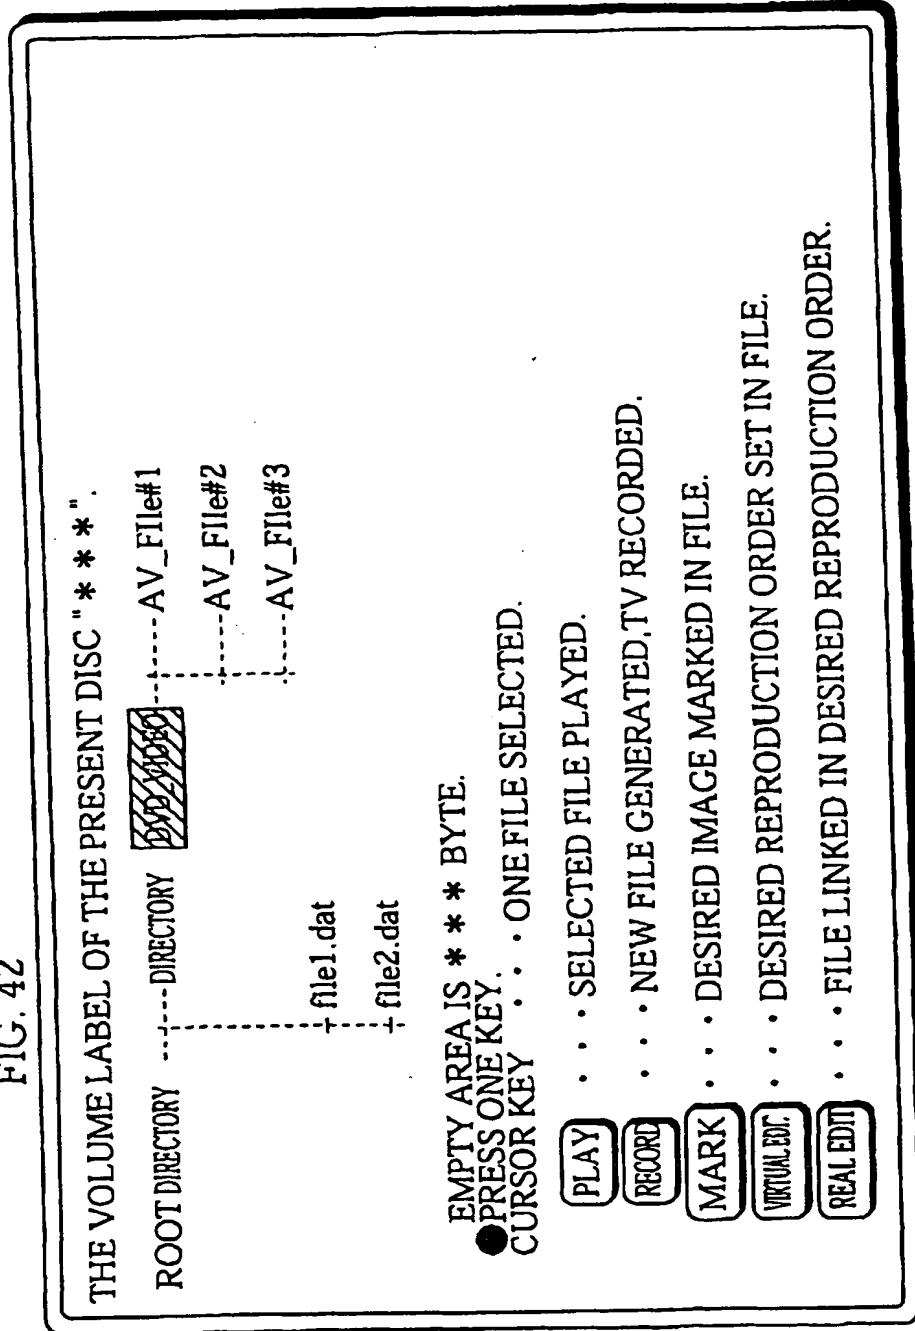 FIG. 42
THE VOLUME LABEL OF THE PRESENT DISC "* * *".
ROOT DIRECTORY DIRECTORY DVD_VIDEO AV_FIle#1
AV_FIle#2
AV_FIle#3
file1.dat
file2.dat
EMPTY AREA IS * * * BYTE.
●PRESS ONE KEY.
CURSOR KEY · · · ONE FILE SELECTED.
PLAY · · · SELECTED FILE PLAYED.
RECORD · · · NEW FILE GENERATED,TV RECORDED.
MARK · · · DESIRED IMAGE MARKED IN FILE.
VIRTUAL EDIT. · · · DESIRED REPRODUCTION ORDER SET IN FILE.
REAL EDIT · · · FILE LINKED IN DESIRED REPRODUCTION ORDER.